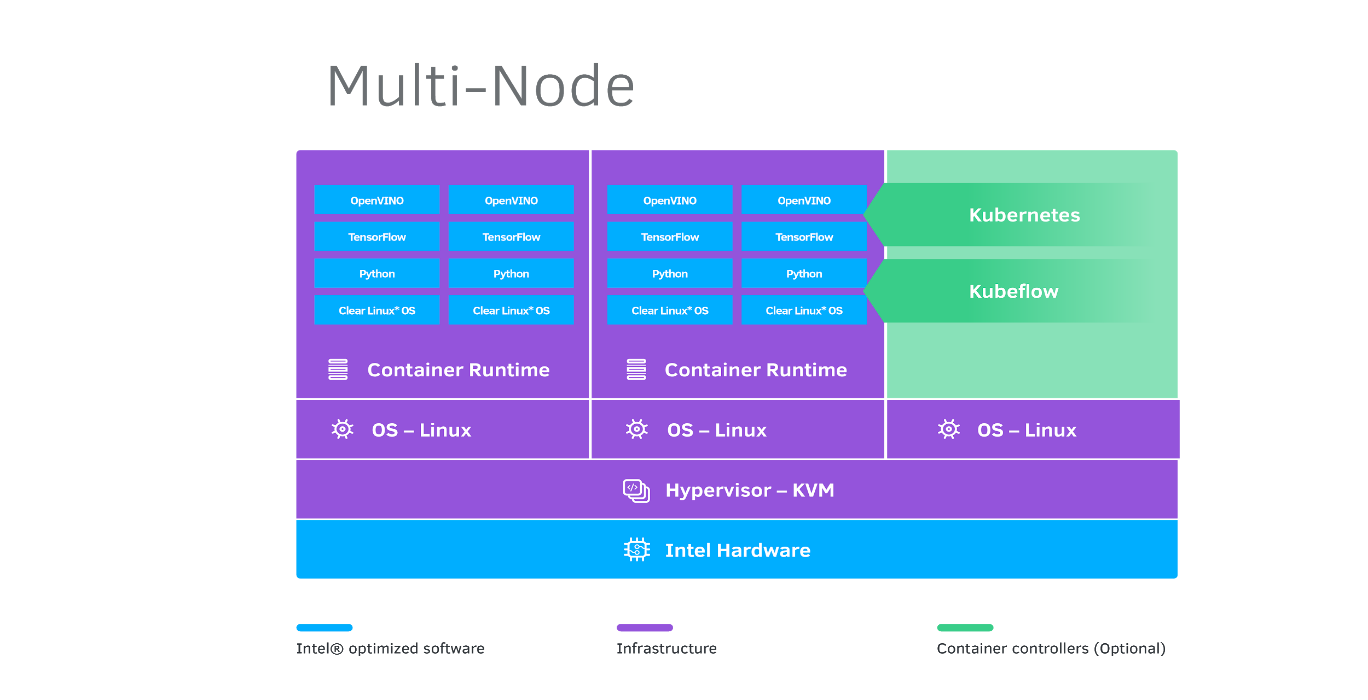 Multi-Node
OpenVINO OpenVINO OpenVINO OpenVINO
Kubernetes
TensorFlow TensorFlow TensorFlow TensorFlow
Python Python Python Python
Kubeflow
Clear Linux* OS Clear Linux* OS Clear Linux* OS Clear Linux* OS
Container Runtime Container Runtime
OS – Linux OS – Linux OS – Linux
Hypervisor – KVM
Intel Hardware
Intel® optimized software Infrastructure Container controllers (Optional)